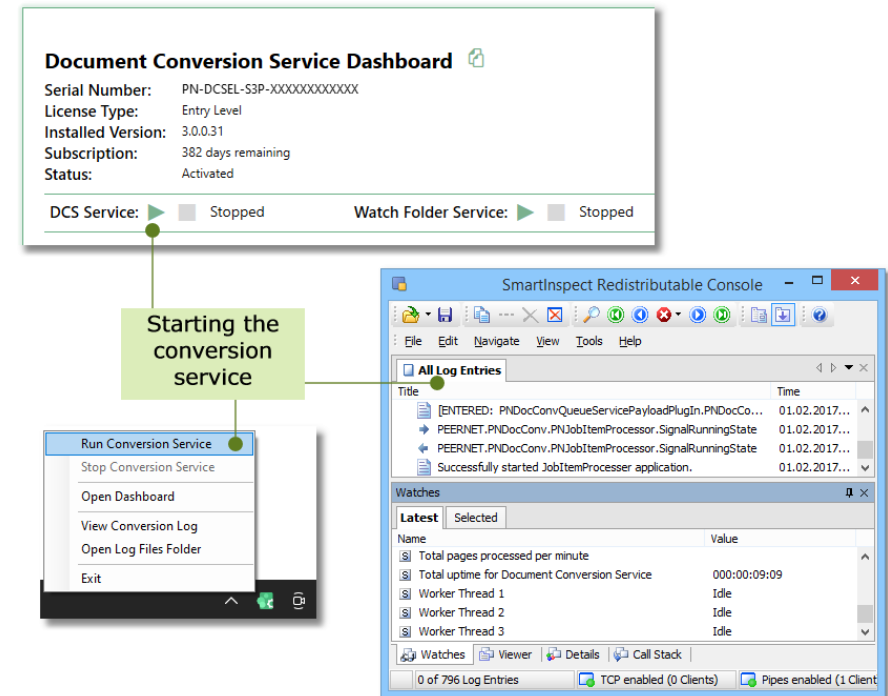 Document Conversion Service Dashboard
Serial Number: PN-DCSEL-S3P-XXXXXXXXXXXX
License Type: Entry Level
Installed Version: 3.0.0.31
Subscription: 382 days remaining
Status: Activated
DCS Service: Stopped Watch Folder Service: Stopped
Starting the
conversion
service
Run Conversion Service
Stop Conversion Service
Open Dashboard
View Conversion Log
Open Log Files Folder
Exit
SmartInspect Redistributable Console
File Edit Navigate View Tools Help
All Log Entries
Title Time
[ENTERED: PNDocConvQueueServicePayloadPlugIn.PNDocCo... 01.02.2017...
PEERNET.PNDocConv.PNJobItemProcessor.SignalRunningState 01.02.2017...
PEERNET.PNDocConv.PNJobItemProcessor.SignalRunningState 01.02.2017...
Successfully started JobItemProcesser application. 01.02.2017...
Watches
Latest Selected
Name Value
Total pages processed per minute
Total uptime for Document Conversion Service 000:00:09:09
Worker Thread 1 Idle
Worker Thread 2 Idle
Worker Thread 3 Idle
Watches Viewer Details Call Stack
0 of 796 Log Entries TCP enabled (0 Clients) Pipes enabled (1 Client